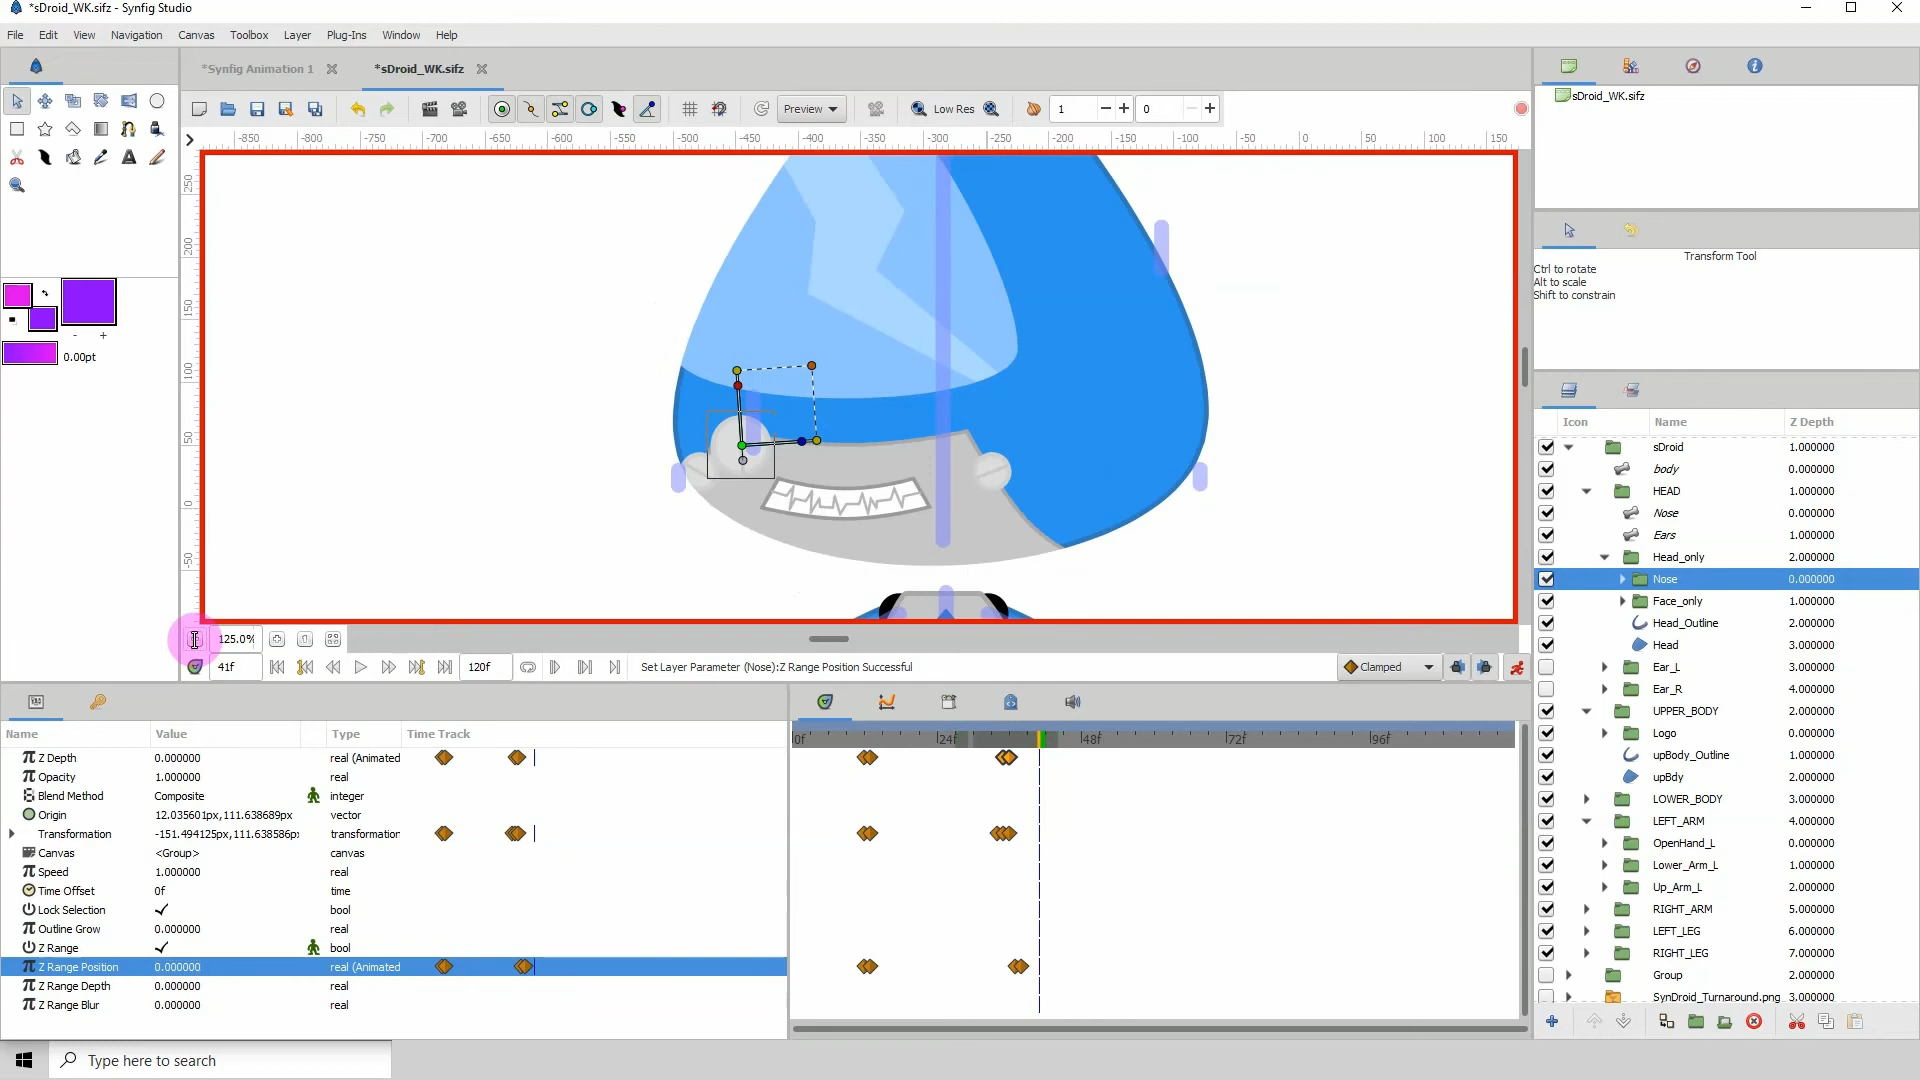 *sDroid_WK.sifz - Synfig Studio
File Edit View Navigation Canvas Toolbox Layer Plug-Ins Window Help
*Synfig Animation 1 *sDroid_WK.sifz
Preview Low Res 1 0
-850 -800 -750 -700 -650 -600 -550 -500 -450 -400 -350 -300 -250 -200 -150 -100 -50 0 50 100 150
250
200
150
100
50
0
-50
0.00pt
125.0%
41f 120f Set Layer Parameter (Nose):Z Range Position Successful Clamped
sDroid_WK.sifz
Transform Tool
Ctrl to rotate
Alt to scale
Shift to constrain
Icon Name Z Depth
sDroid 1.000000
body 0.000000
HEAD 1.000000
Nose 0.000000
Ears 1.000000
Head_only 2.000000
Nose 0.000000
Face_only 1.000000
Head_Outline 2.000000
Head 3.000000
Ear_L 3.000000
Ear_R 4.000000
UPPER_BODY 2.000000
Logo 0.000000
upBody_Outline 1.000000
upBdy 2.000000
LOWER_BODY 3.000000
LEFT_ARM 4.000000
OpenHand_L 0.000000
Lower_Arm_L 1.000000
Up_Arm_L 2.000000
RIGHT_ARM 5.000000
LEFT_LEG 6.000000
RIGHT_LEG 7.000000
Group 2.000000
SynDroid_Turnaround.png 3.000000
Name Value Type Time Track
Z Depth 0.000000 real (Animated
Opacity 1.000000 real
Blend Method Composite integer
Origin 12.035601px,111.638689px vector
Transformation -151.494125px,111.638586px transformation
Canvas <Group> canvas
Speed 1.000000 real
Time Offset 0f time
Lock Selection bool
Outline Grow 0.000000 real
Z Range bool
Z Range Position 0.000000 real (Animated
Z Range Depth 0.000000 real
Z Range Blur 0.000000 real
0f 24f 48f 72f 96f
Type here to search